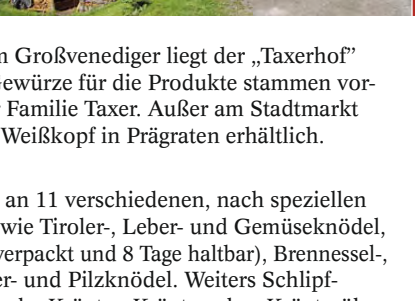 Großvenediger liegt der „Taxerhof”
Gewürze für die Produkte stammen vor-
Familie Taxer. Außer am Stadtmarkt
Weißkopf in Prägraten erhältlich.
an 11 verschiedenen, nach speziellen
wie Tiroler-, Leber- und Gemüseknödel,
verpackt und 8 Tage haltbar), Brennessel-,
er- und Pilzknödel. Weiters Schlipf-